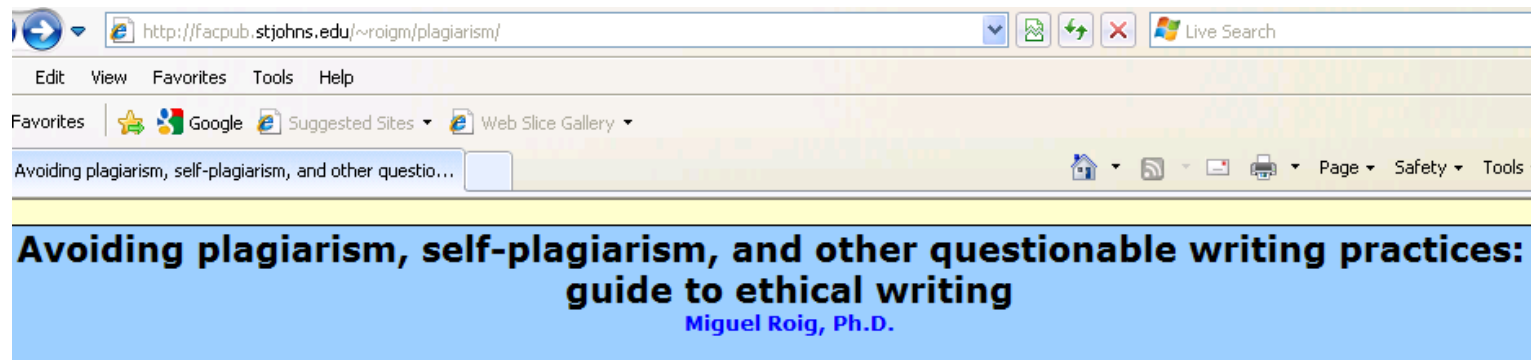 http://facpub.stjohns.edu/~roigm/plagiarism/ Live Search
Edit View Favorites Tools Help
Favorites Google Suggested Sites Web Slice Gallery
Avoiding plagiarism, self-plagiarism, and other questio... Page Safety Tools
Avoiding plagiarism, self-plagiarism, and other questionable writing practices:
guide to ethical writing
Miguel Roig, Ph.D.